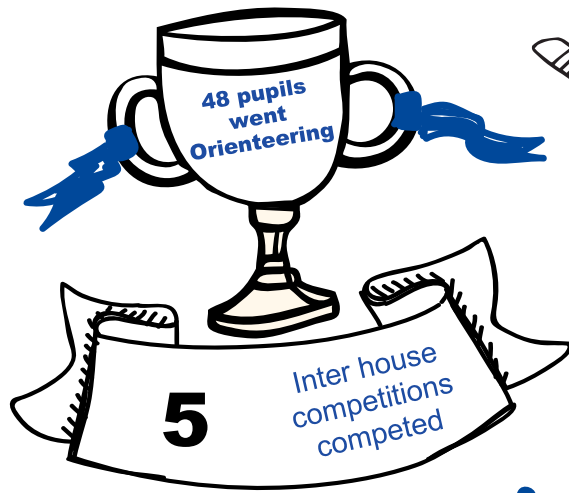 48 pupils
went
Orienteering
5
Inter house
competitions
competed